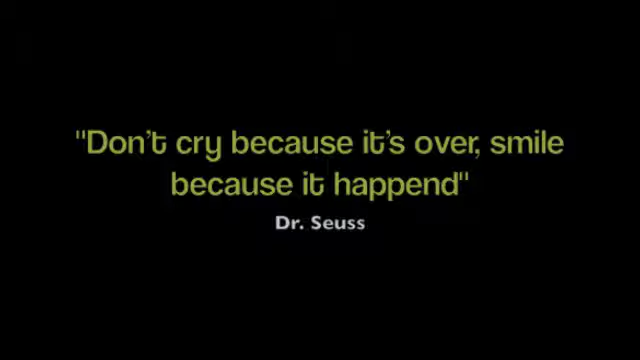 "Don't cry because it's over, smile
because it happend"
Dr. Seuss